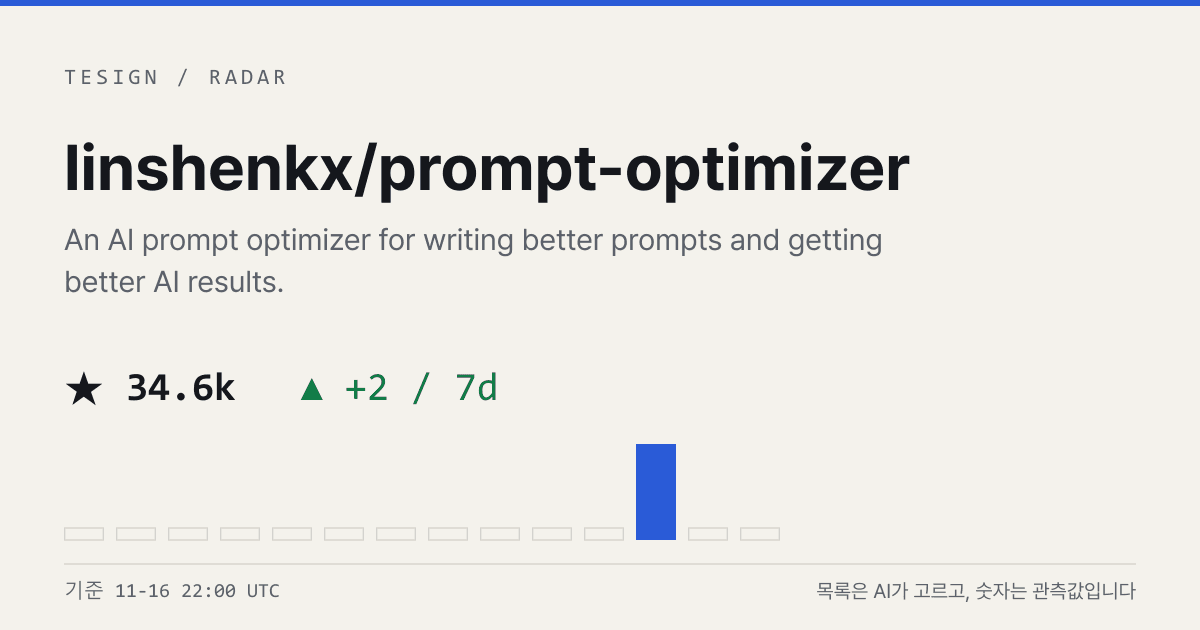 TESIGN / RADAR
linshenkx/prompt-optimizer
An AI prompt optimizer for writing better prompts and getting
better AI results.
★ 34.6k ▲ +2 / 7d
기준 11-16 22:00 UTC
목록은 AI가 고르고, 숫자는 관측값입니다